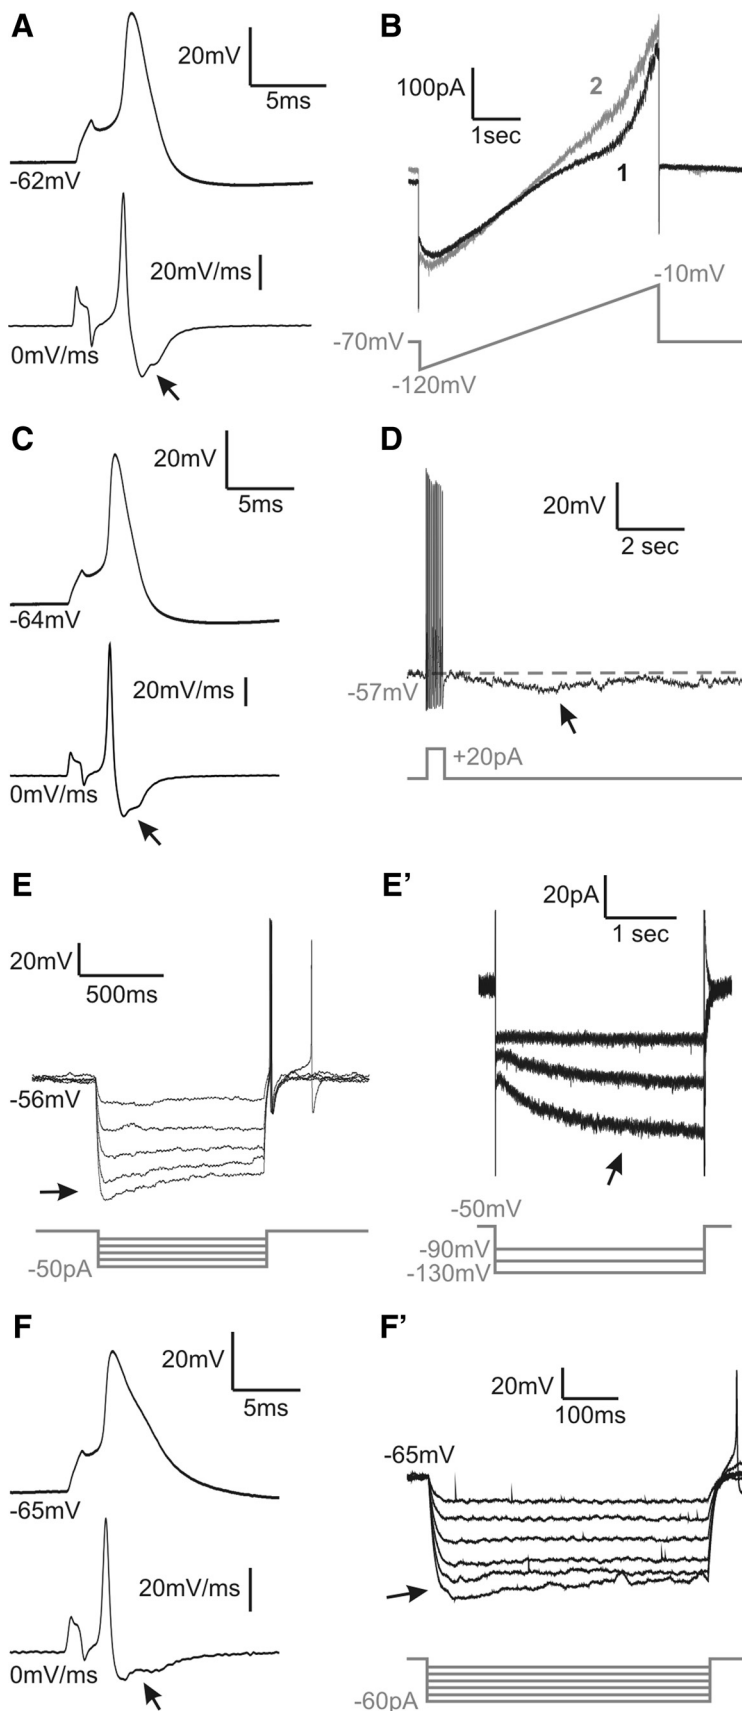 A
20mV
5ms
-62mV
20mV/ms
0mV/ms
B
100pA
1sec
2
1
-10mV
-70mV
-120mV
C
20mV
5ms
-64mV
20mV/ms
0mV/ms
D
20mV
2 sec
-57mV
+20pA
E
20mV
500ms
-56mV
-50pA
E’
20pA
1 sec
-50mV
-90mV
-130mV
F
20mV
5ms
-65mV
20mV/ms
0mV/ms
F’
20mV
100ms
-65mV
-60pA